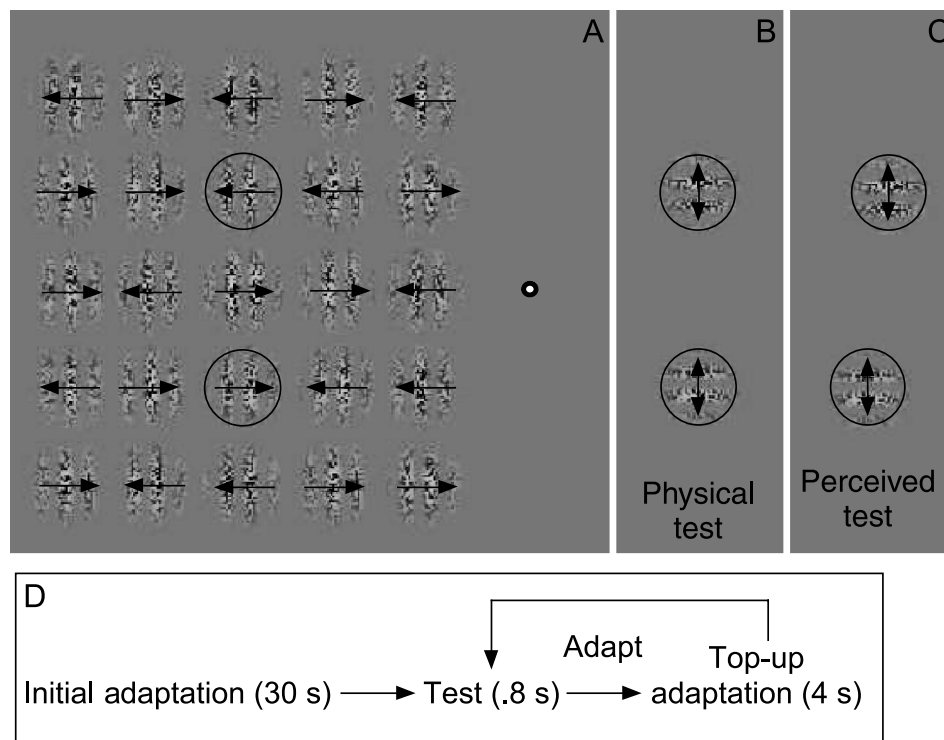 A
B
C
Physical
test
Perceived
test
D
Adapt
Top-up
Initial adaptation (30 s)
Test (.8 s)
adaptation (4 s)